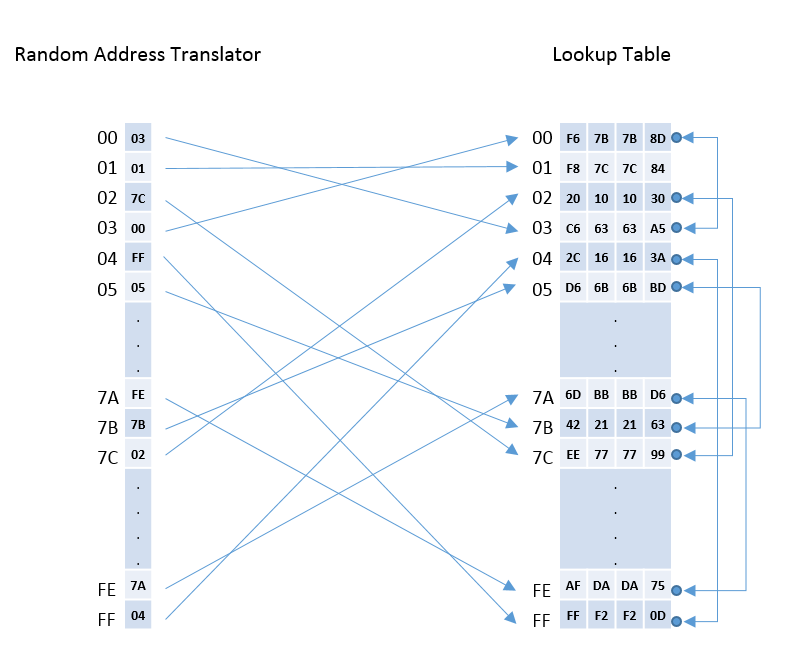 Random Address Translator Lookup Table
00 03 00 F6 7B 7B 8D
01 01 01 F8 7C 7C 84
02 7C 02 20 10 10 30
03 00 03 C6 63 63 A5
04 FF 04 2C 16 16 3A
05 05 05 D6 6B 6B BD
. .
. .
. .
7A FE 7A 6D BB BB D6
7B 7B 7B 42 21 21 63
7C 02 7C EE 77 77 99
. .
. .
. .
. .
FE 7A FE AF DA DA 75
FF 04 FF FF F2 F2 0D